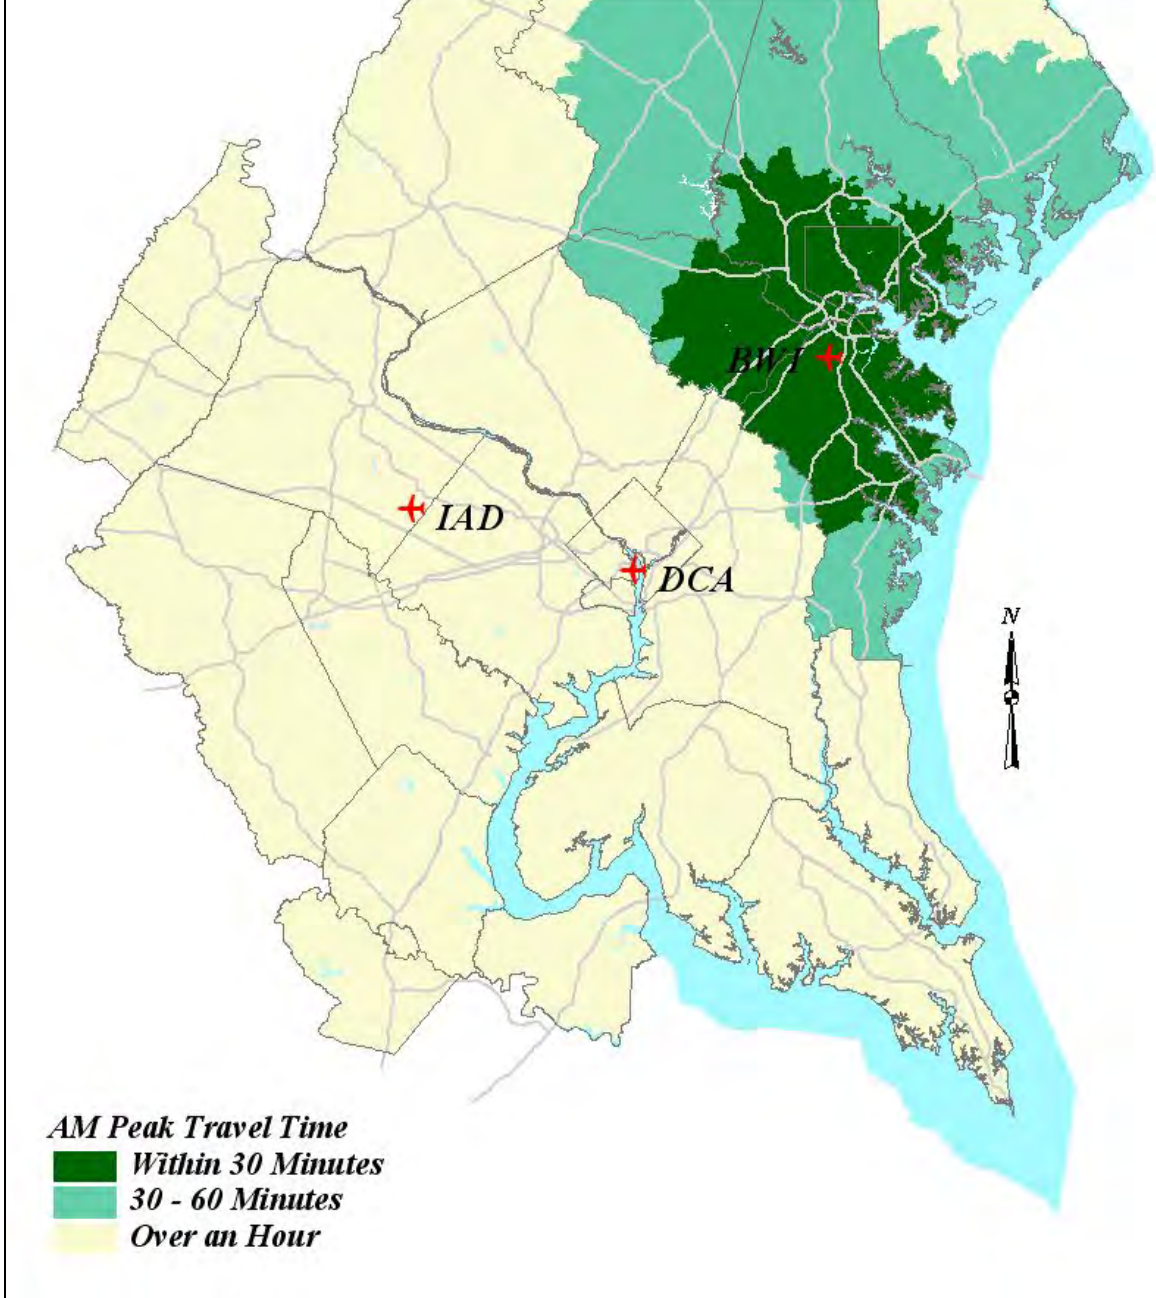 BWI
IAD
DCA
N
AM Peak Travel Time
Within 30 Minutes
30 - 60 Minutes
Over an Hour